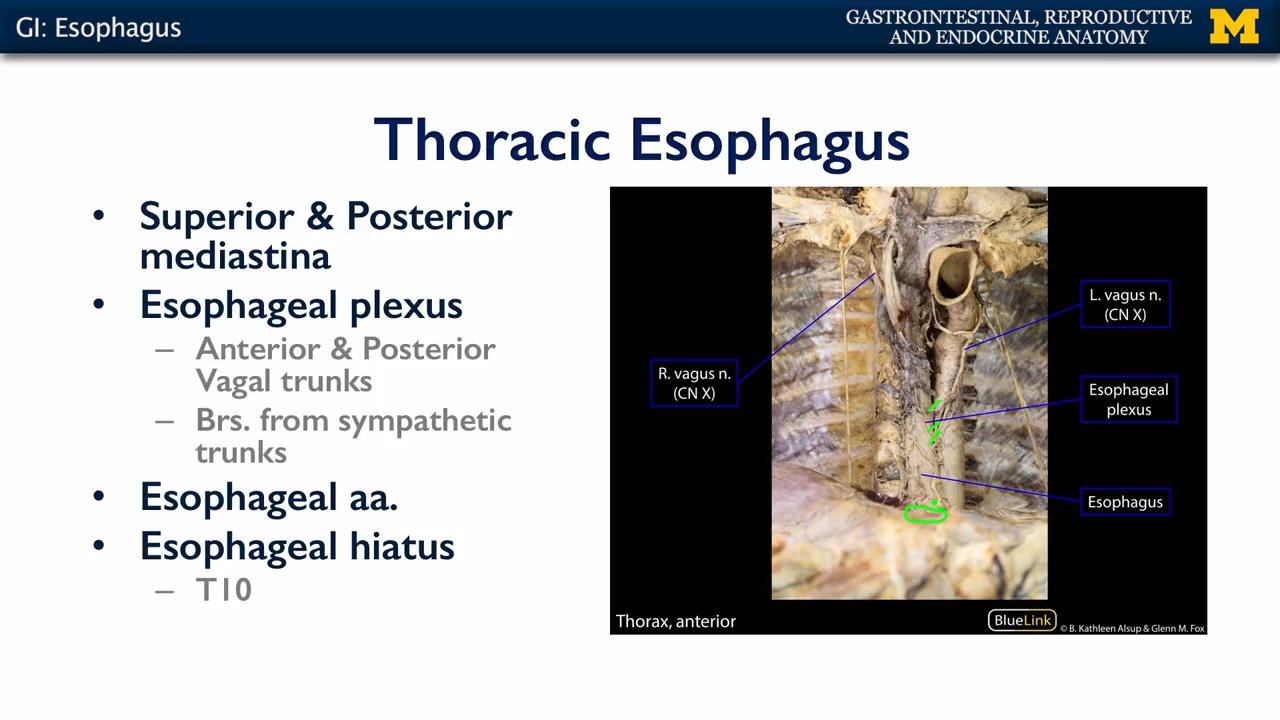 GI: Esophagus
GASTROINTESTINAL, REPRODUCTIVE
AND ENDOCRINE ANATOMY
M
Thoracic Esophagus
• Superior & Posterior
mediastina
• Esophageal plexus
– Anterior & Posterior
Vagal trunks
– Brs. from sympathetic
trunks
• Esophageal aa.
• Esophageal hiatus
– T10
L. vagus n.
(CN X)
R. vagus n.
(CN X)
Esophageal
plexus
Esophagus
Thorax, anterior
BlueLink
© B. Kathleen Alsup & Glenn M. Fox